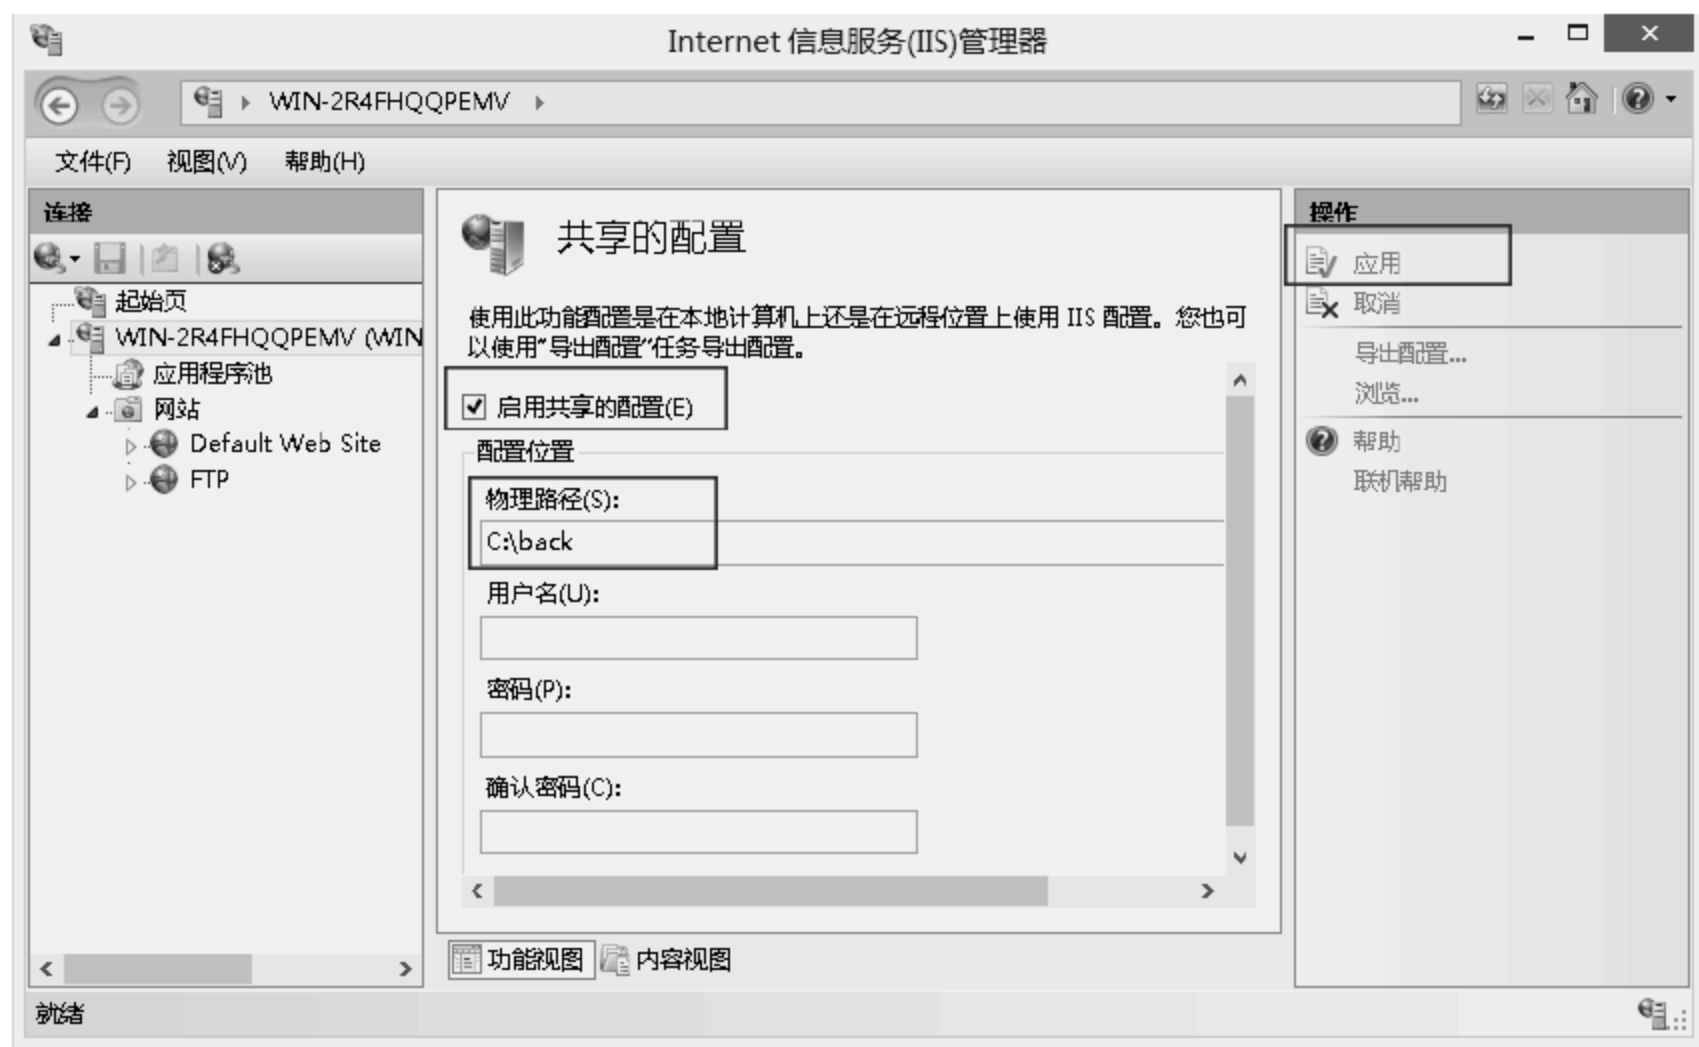 Internet 信息服务(IIS)管理器
WIN-2R4FHQQPEMV
文件(F) 视图(V) 帮助(H)
连接
起始页
WIN-2R4FHQQPEMV (WIN
应用程序池
网站
Default Web Site
FTP
共享的配置
使用此功能配置是在本地计算机上还是在远程位置上使用 IIS 配置。您也可
以使用“导出配置”任务导出配置。
启用共享的配置(E)
配置位置
物理路径(S):
C:\back
用户名(U):
密码(P):
确认密码(C):
功能视图 内容视图
操作
应用
取消
导出配置...
浏览...
帮助
联机帮助
就绪